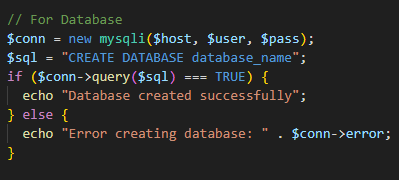 // For Database
$conn = new mysqli($host, $user, $pass);
$sql = "CREATE DATABASE database_name";
if ($conn->query($sql) === TRUE) {
  echo "Database created successfully";
} else {
  echo "Error creating database: " . $conn->error;
}